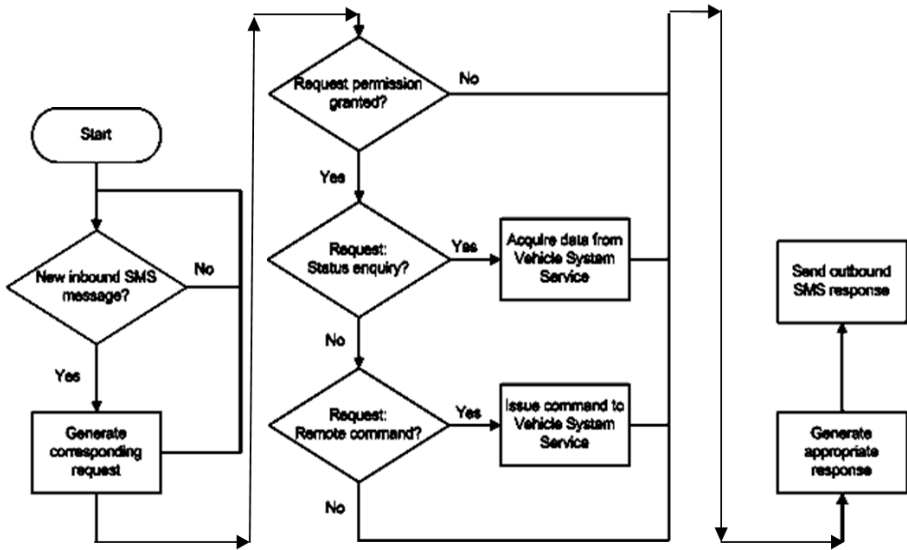 Start
New inbound SMS
message?
No
Yes
Generate
corresponding
request
Request permission
granted?
No
Yes
Request:
Status enquiry?
Yes
Acquire data from
Vehicle System
Service
No
Request:
Remote command?
Yes
Issue command to
Vehicle System
Service
No
Send outbound
SMS response
Generate
appropriate
response